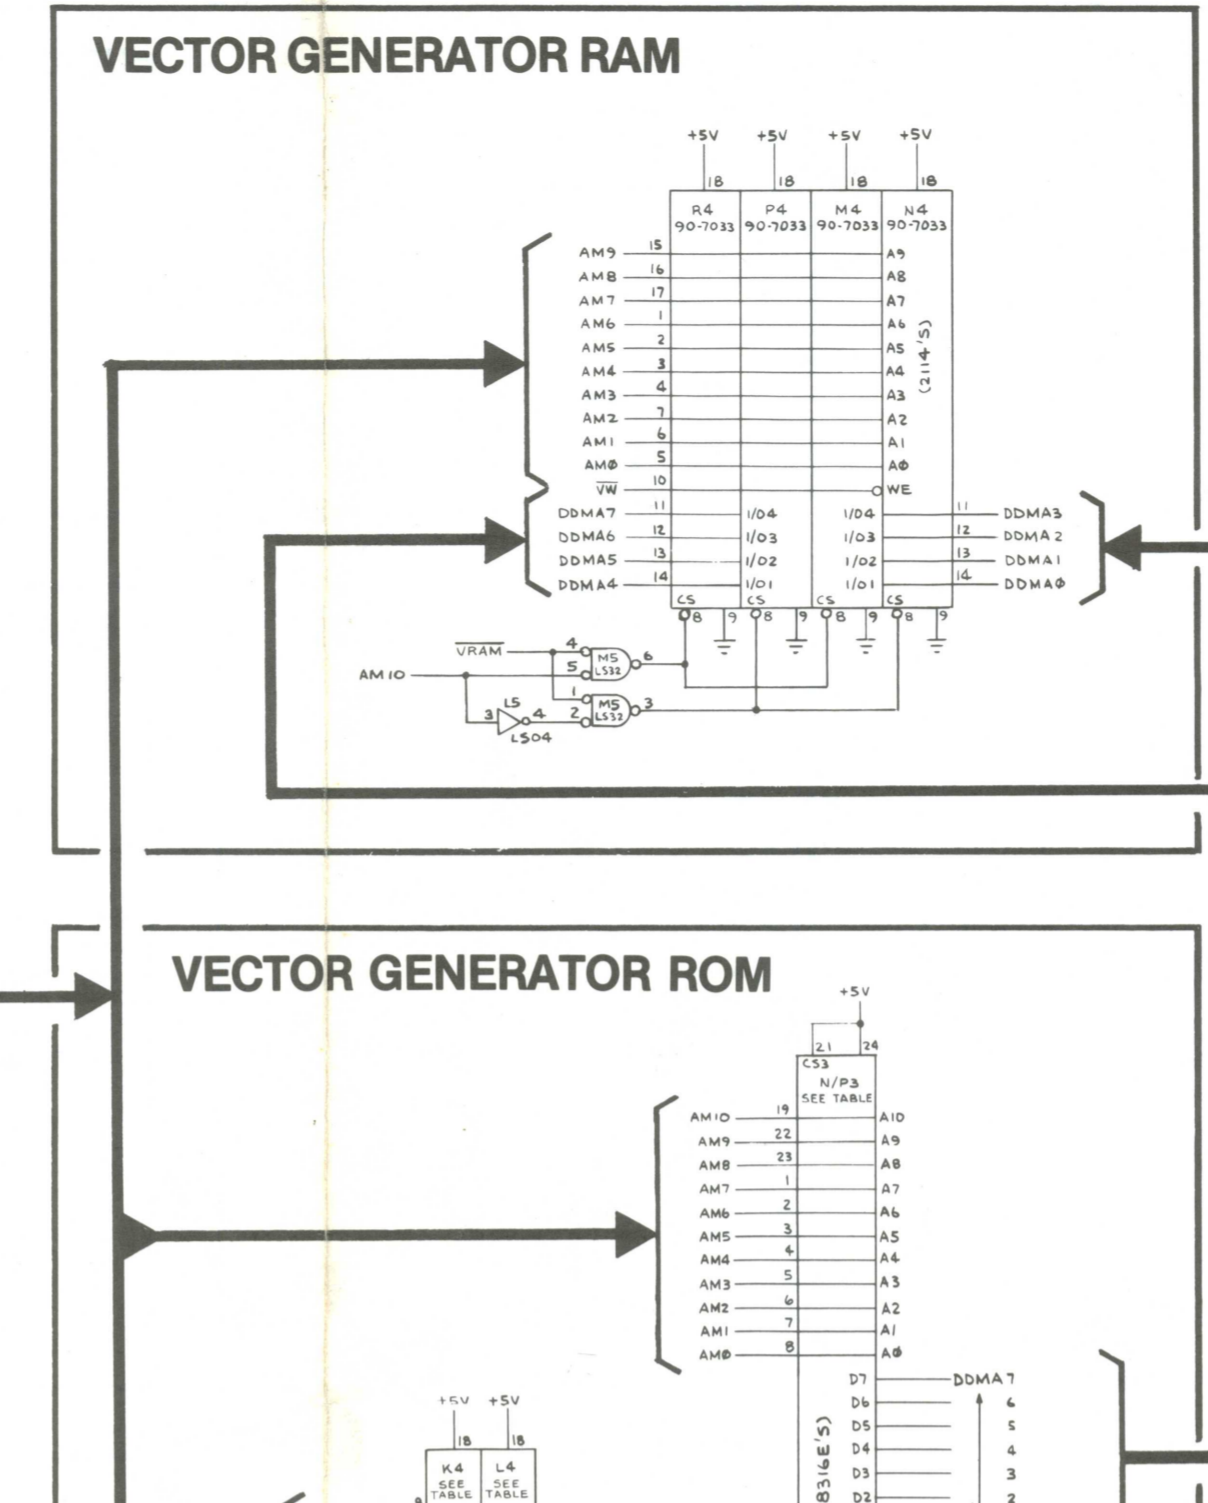 VECTOR GENERATOR RAM
+5V +5V +5V +5V
18 18 18 18
R4 P4 M4 N4
90-7033 90-7033 90-7033 90-7033
AM9 15 A9
AM8 16 A8
AM7 17 A7
AM6 1 A6
AM5 2 A5
AM4 3 A4
AM3 4 A3
AM2 7 A2
AM1 6 A1
AMØ 5 AØ
(2114'S)
VW 10 WE
DDMA7 11 I/O4 I/O4 11 DDMA3
DDMA6 12 I/O3 I/O3 12 DDMA2
DDMA5 13 I/O2 I/O2 13 DDMA1
DDMA4 14 I/O1 I/O1 14 DDMAØ
CS CS CS CS
8 9 8 9 8 9 8 9
VRAM 4 M5 6
AM10 5 LS32
1 M5 3
L5 2 LS32
3 4
LS04
VECTOR GENERATOR ROM
+5V
21 24
CS3
N/P3
SEE TABLE
AM10 19 A10
AM9 22 A9
AM8 23 A8
AM7 1 A7
AM6 2 A6
AM5 3 A5
AM4 4 A4
AM3 5 A3
AM2 6 A2
AM1 7 A1
AMØ 8 AØ
D7 DDMA7
D6 6
D5 5
D4 4
D3 3
D2 2
8316E'S)
+5V +5V
18 18
K4 L4
SEE SEE
TABLE TABLE